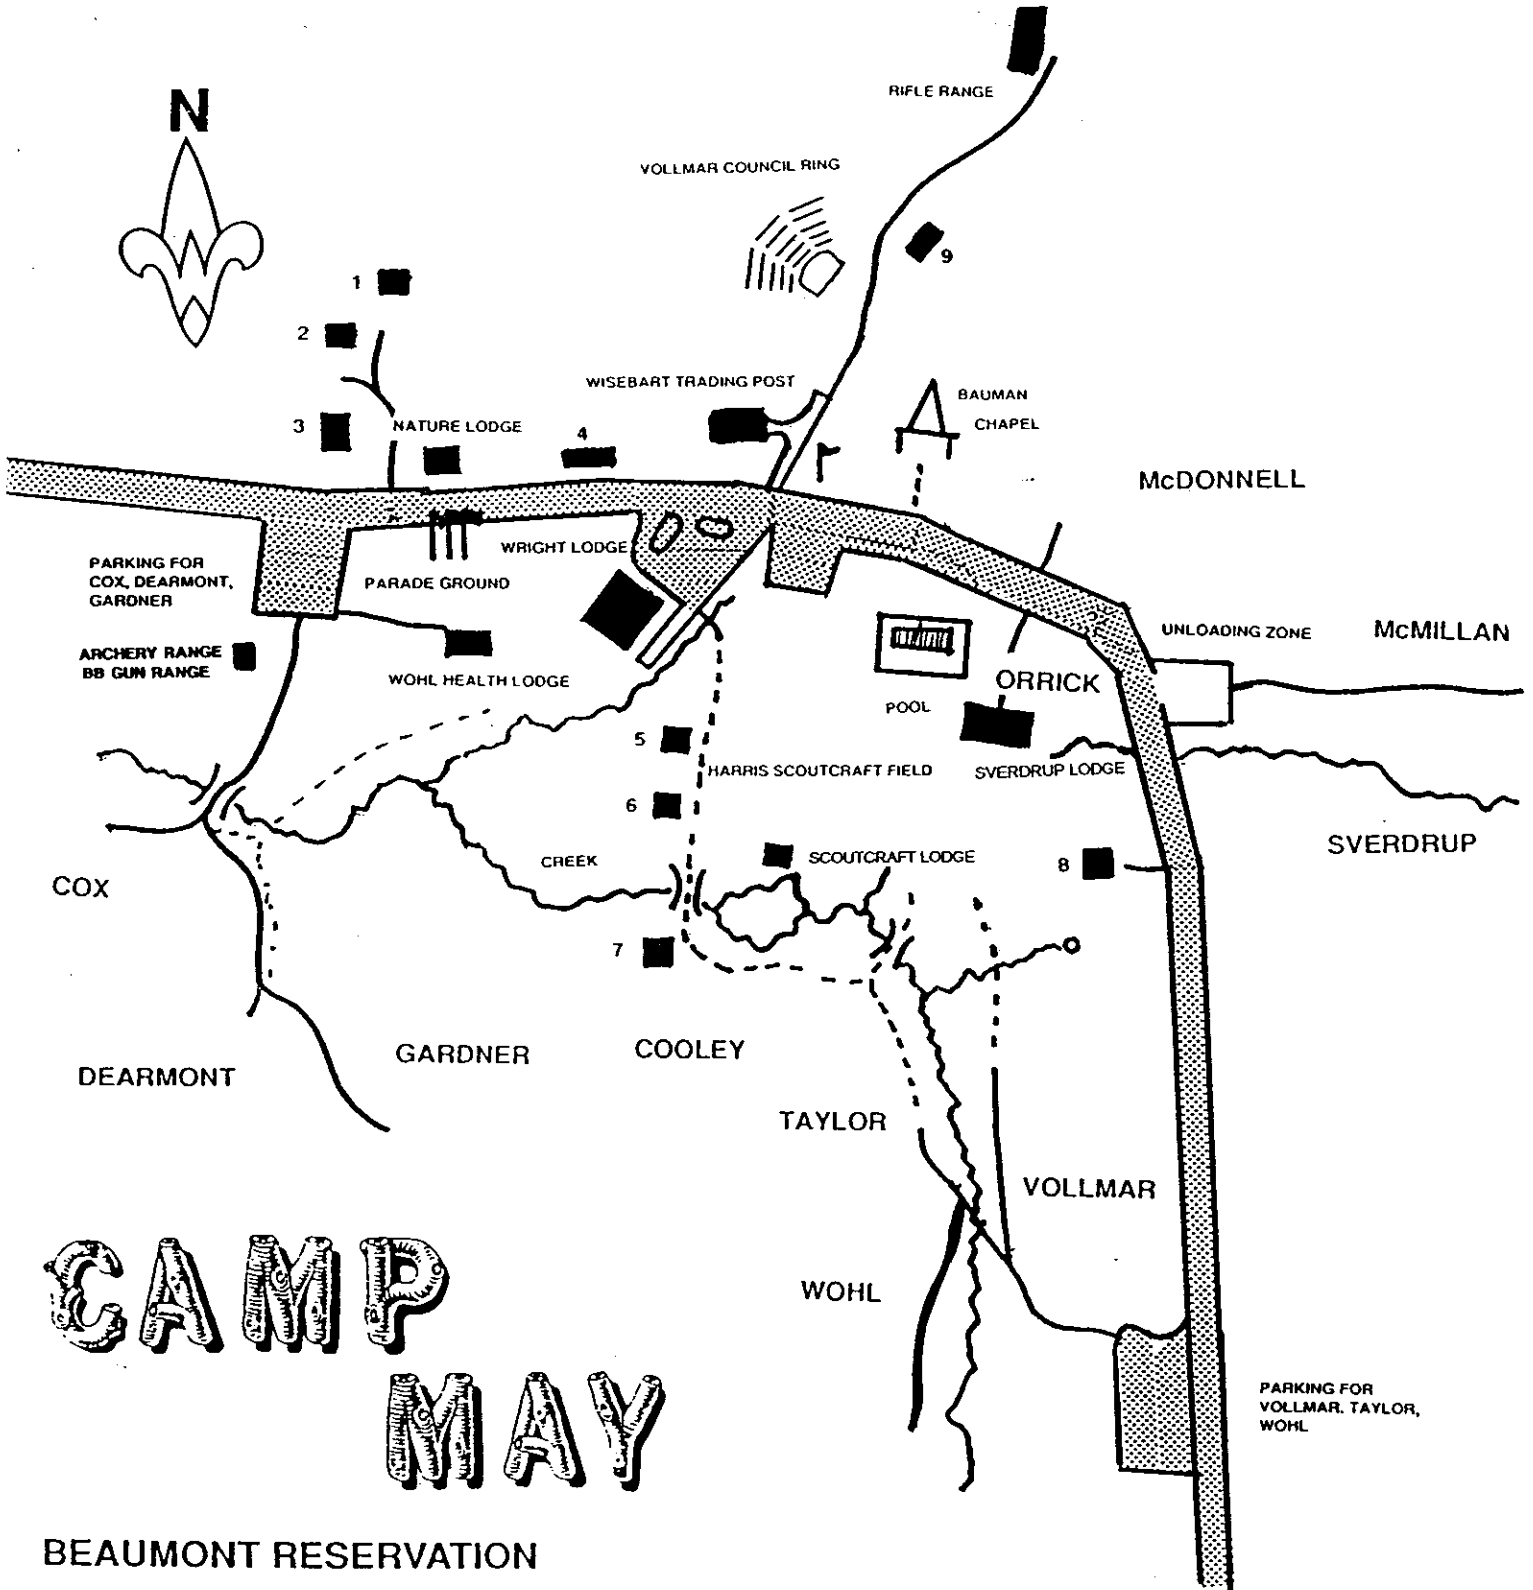 N
RIFLE RANGE
VOLLMAR COUNCIL RING
9
1
2
WISEBART TRADING POST
BAUMAN
CHAPEL
3
NATURE LODGE
4
McDONNELL
WRIGHT LODGE
PARKING FOR
COX, DEARMONT,
GARDNER
PARADE GROUND
UNLOADING ZONE
McMILLAN
ARCHERY RANGE
BB GUN RANGE
WOHL HEALTH LODGE
ORRICK
POOL
5
HARRIS SCOUTCRAFT FIELD
SVERDRUP LODGE
6
SVERDRUP
CREEK
SCOUTCRAFT LODGE
8
COX
7
GARDNER
COOLEY
DEARMONT
TAYLOR
VOLLMAR
WOHL
CAMP
MAY
PARKING FOR
VOLLMAR. TAYLOR,
WOHL
BEAUMONT RESERVATION